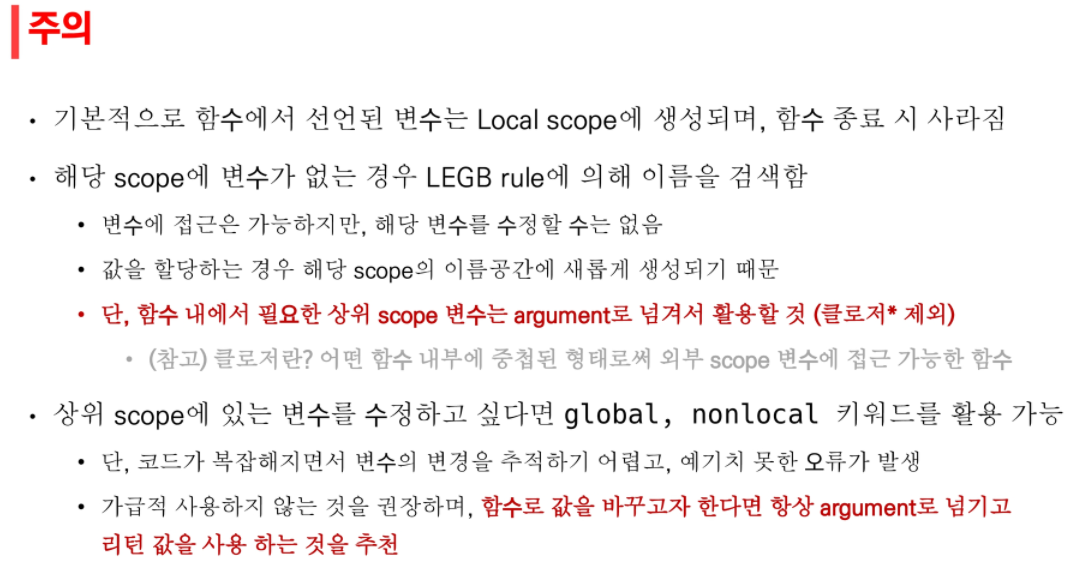 주의
• 기본적으로 함수에서 선언된 변수는 Local scope에 생성되며, 함수 종료 시 사라짐
• 해당 scope에 변수가 없는 경우 LEGB rule에 의해 이름을 검색함
• 변수에 접근은 가능하지만, 해당 변수를 수정할 수는 없음
• 값을 할당하는 경우 해당 scope의 이름공간에 새롭게 생성되기 때문
• 단, 함수 내에서 필요한 상위 scope 변수는 argument로 넘겨서 활용할 것 (클로저* 제외)
• (참고) 클로저란? 어떤 함수 내부에 중첩된 형태로써 외부 scope 변수에 접근 가능한 함수
• 상위 scope에 있는 변수를 수정하고 싶다면 global, nonlocal 키워드를 활용 가능
• 단, 코드가 복잡해지면서 변수의 변경을 추적하기 어렵고, 예기치 못한 오류가 발생
• 가급적 사용하지 않는 것을 권장하며, 함수로 값을 바꾸고자 한다면 항상 argument로 넘기고
리턴 값을 사용 하는 것을 추천